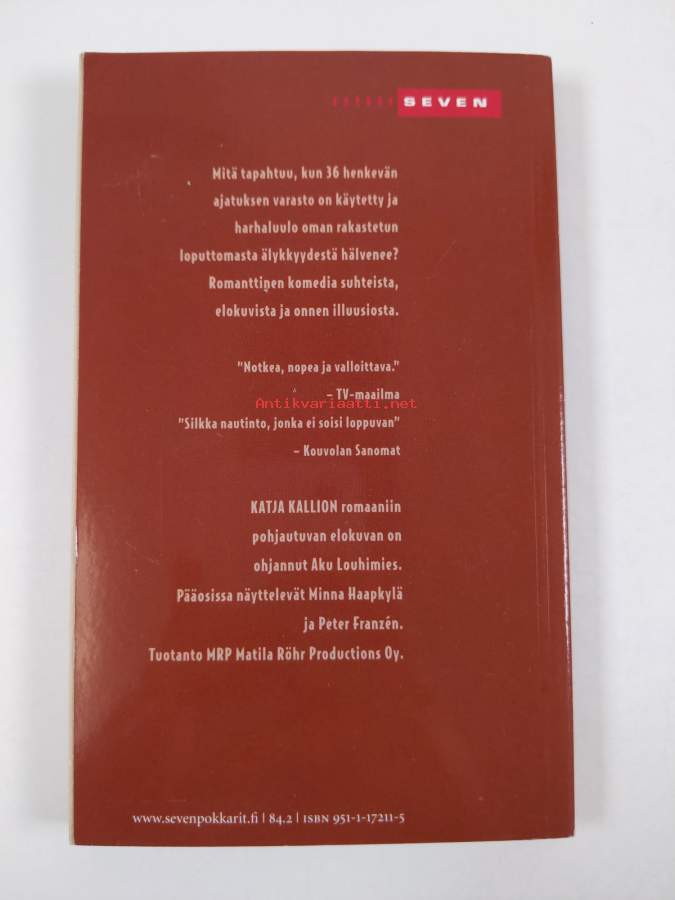 SEVEN
Mitä tapahtuu, kun 36 henkevän
ajatuksen varasto on käytetty ja
harhaluulo oman rakastetun
loputtomasta älykkyydestä hälvenee?
Romanttinen komedia suhteista,
elokuvista ja onnen illuusiosta.
"Notkea, nopea ja valloittava."
– TV-maailma
Antikvariaatti.net
"Silkka nautinto, jonka ei soisi loppuvan"
– Kouvolan Sanomat
KATJA KALLION romaaniin
pohjautuvan elokuvan on
ohjannut Aku Louhimies.
Pääosissa näyttelevät Minna Haapkylä
ja Peter Franzén.
Tuotanto MRP Matila Röhr Productions Oy.
www.sevenpokkarit.fi | 84.2 | ISBN 951-1-17211-5